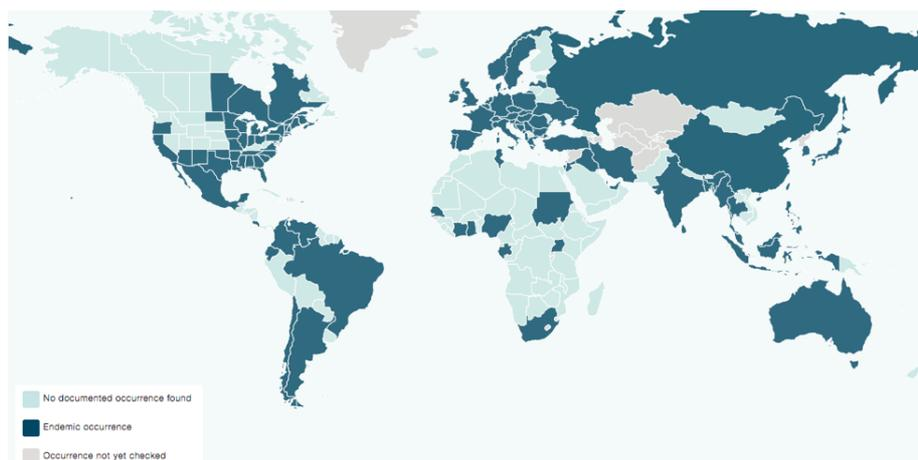 No documented occurrence found
Endemic occurrence
Occurrence not yet checked